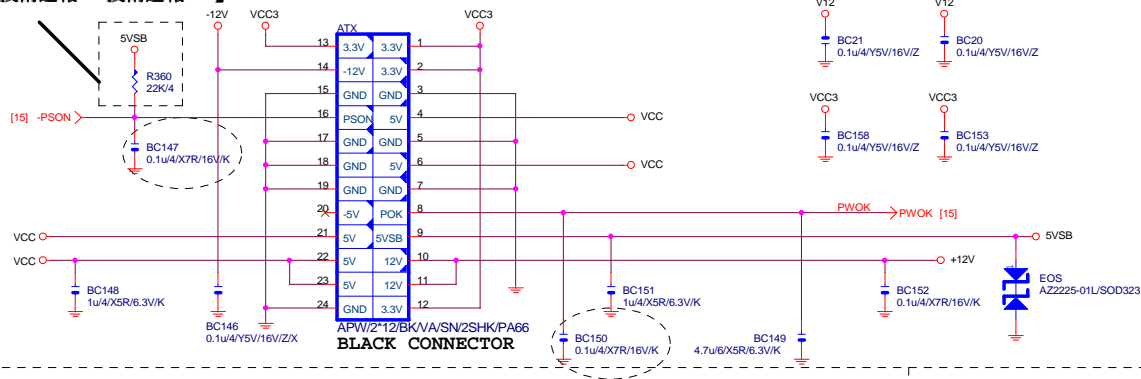 -12V
VCC3
VCC3
V12
V12
ATX
5VSB
R360
22K/4
[15] -PSON
BC147
0.1u/4/X7R/16V/K
13 3.3V 3.3V 1
14 -12V 3.3V 2
15 GND GND 3
16 PSON 5V 4
17 GND GND 5
18 GND 5V 6
19 GND GND 7
20 -5V POK 8
21 5V 5VSB 9
22 5V 12V 10
23 5V 12V 11
24 GND 3.3V 12
VCC
VCC
BC21
0.1u/4/Y5V/16V/Z
BC20
0.1u/4/Y5V/16V/Z
VCC3
VCC3
BC158
0.1u/4/Y5V/16V/Z
BC153
0.1u/4/Y5V/16V/Z
PWOK
PWOK [15]
5VSB
+12V
VCC
VCC
BC148
1u/4/X5R/6.3V/K
BC146
0.1u/4/Y5V/16V/Z/X
APW/2*12/BK/VA/SN/2SHK/PA66
BLACK CONNECTOR
BC151
1u/4/X5R/6.3V/K
BC150
0.1u/4/X7R/16V/K
BC149
4.7u/6/X5R/6.3V/K
BC152
0.1u/4/X7R/16V/K
EOS
AZ2225-01L/SOD323